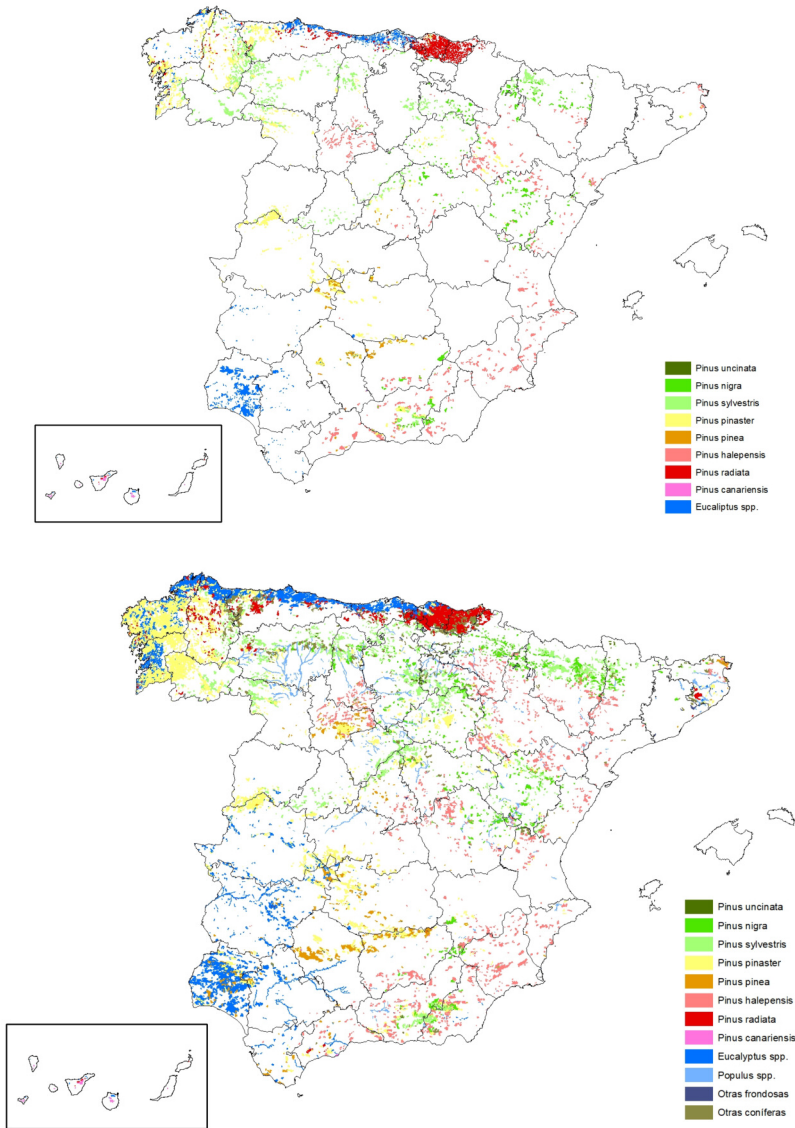 Pinus uncinata
Pinus nigra
Pinus sylvestris
Pinus pinaster
Pinus pinea
Pinus halepensis
Pinus radiata
Pinus canariensis
Eucaliptus spp.
Pinus uncinata
Pinus nigra
Pinus sylvestris
Pinus pinaster
Pinus pinea
Pinus halepensis
Pinus radiata
Pinus canariensis
Eucalyptus spp.
Populus spp.
Otras frondosas
Otras coníferas